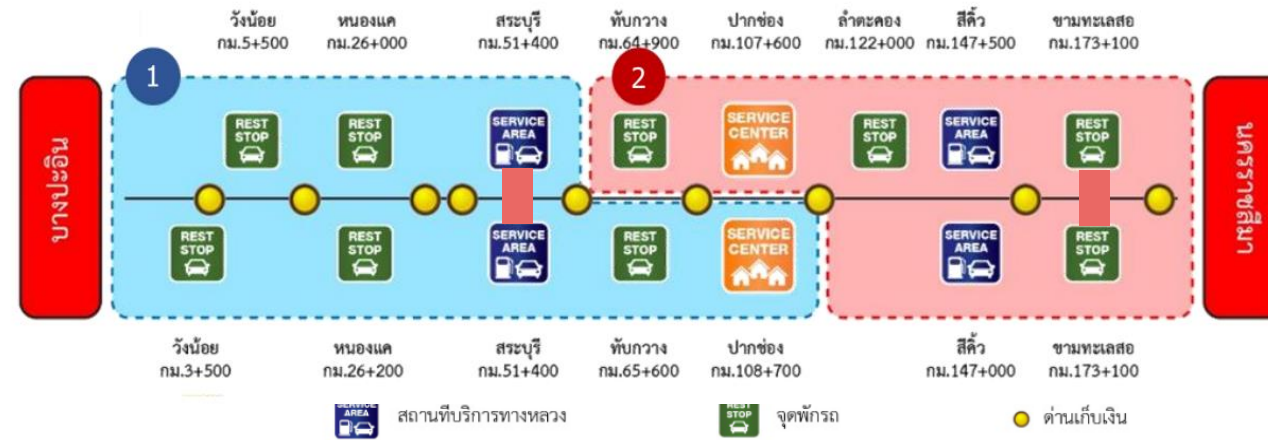 วังน้อย
กม.5+500
หนองแค
กม.26+000
สระบุรี
กม.51+400
ทับกวาง
กม.64+900
ปากช่อง
กม.107+600
ลำตะคอง
กม.122+000
สีคิ้ว
กม.147+500
ขามทะเลสอ
กม.173+100
1
2
บางปะอิน
นครราชสีมา
REST
STOP
REST
STOP
SERVICE
AREA
REST
STOP
SERVICE
CENTER
REST
STOP
SERVICE
AREA
REST
STOP
REST
STOP
REST
STOP
SERVICE
AREA
REST
STOP
SERVICE
CENTER
SERVICE
AREA
REST
STOP
วังน้อย
กม.3+500
หนองแค
กม.26+200
สระบุรี
กม.51+400
ทับกวาง
กม.65+600
ปากช่อง
กม.108+700
สีคิ้ว
กม.147+000
ขามทะเลสอ
กม.173+100
SERVICE
AREA
สถานที่บริการทางหลวง
REST
STOP
จุดพักรถ
ด่านเก็บเงิน